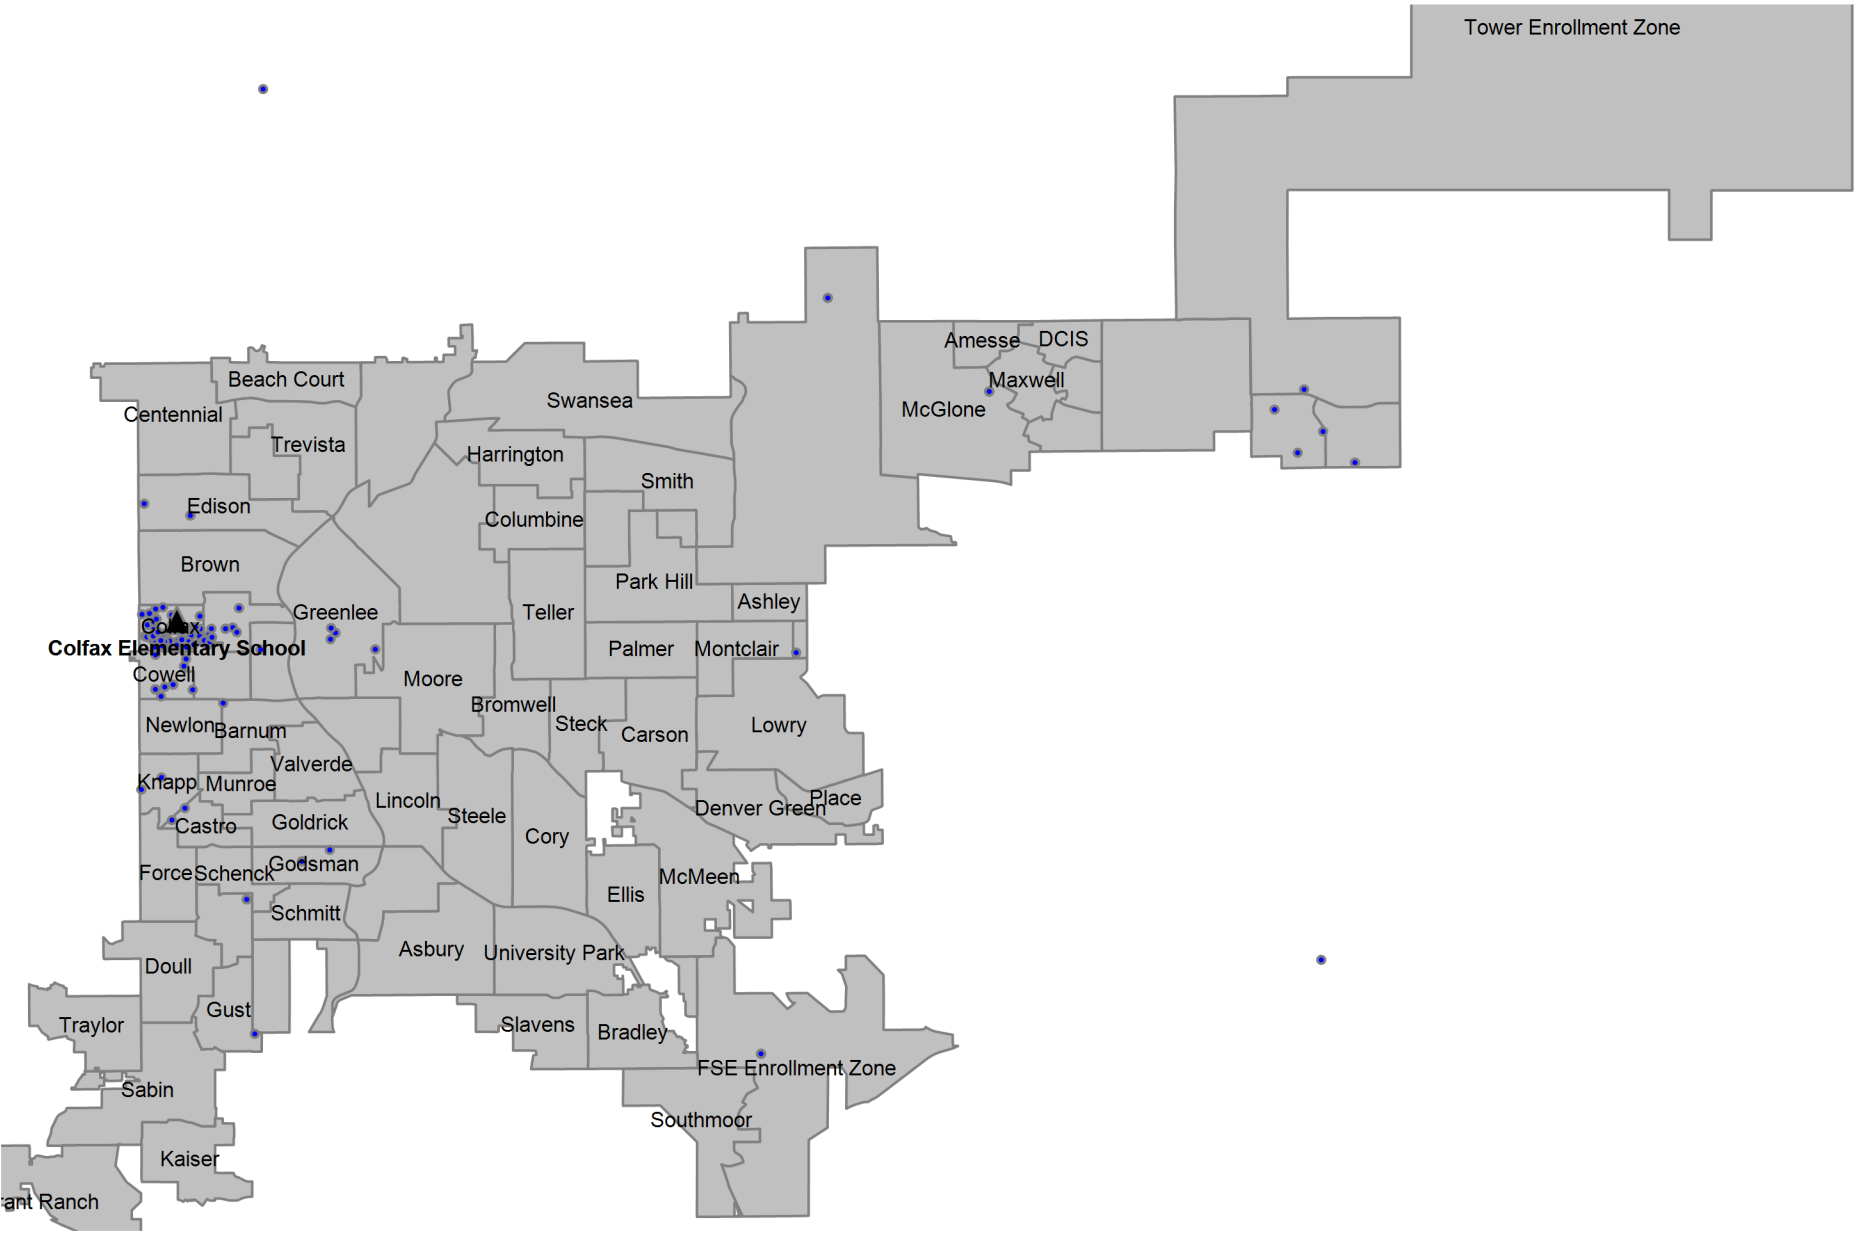 Tower Enrollment Zone
Amesse
DCIS
Beach Court
Maxwell
Swansea
McGlone
Centennial
Trevista
Harrington
Smith
Edison
Columbine
Brown
Park Hill
Ashley
Greenlee
Teller
Colfax
Colfax Elementary School
Palmer
Montclair
Cowell
Moore
Bromwell
Steck
Newlon
Barnum
Carson
Lowry
Valverde
Knapp
Munroe
Lincoln
Place
Denver Green
Steele
Castro
Goldrick
Cory
Godsman
Force
Schenck
McMeen
Ellis
Schmitt
Asbury
University Park
Doull
Gust
Traylor
Slavens
Bradley
FSE Enrollment Zone
Sabin
Southmoor
Kaiser
rant Ranch